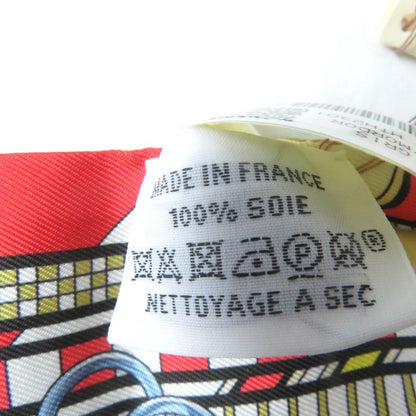 MADE IN FRANCE
100% SOIE
P
NETTOYAGE A SEC